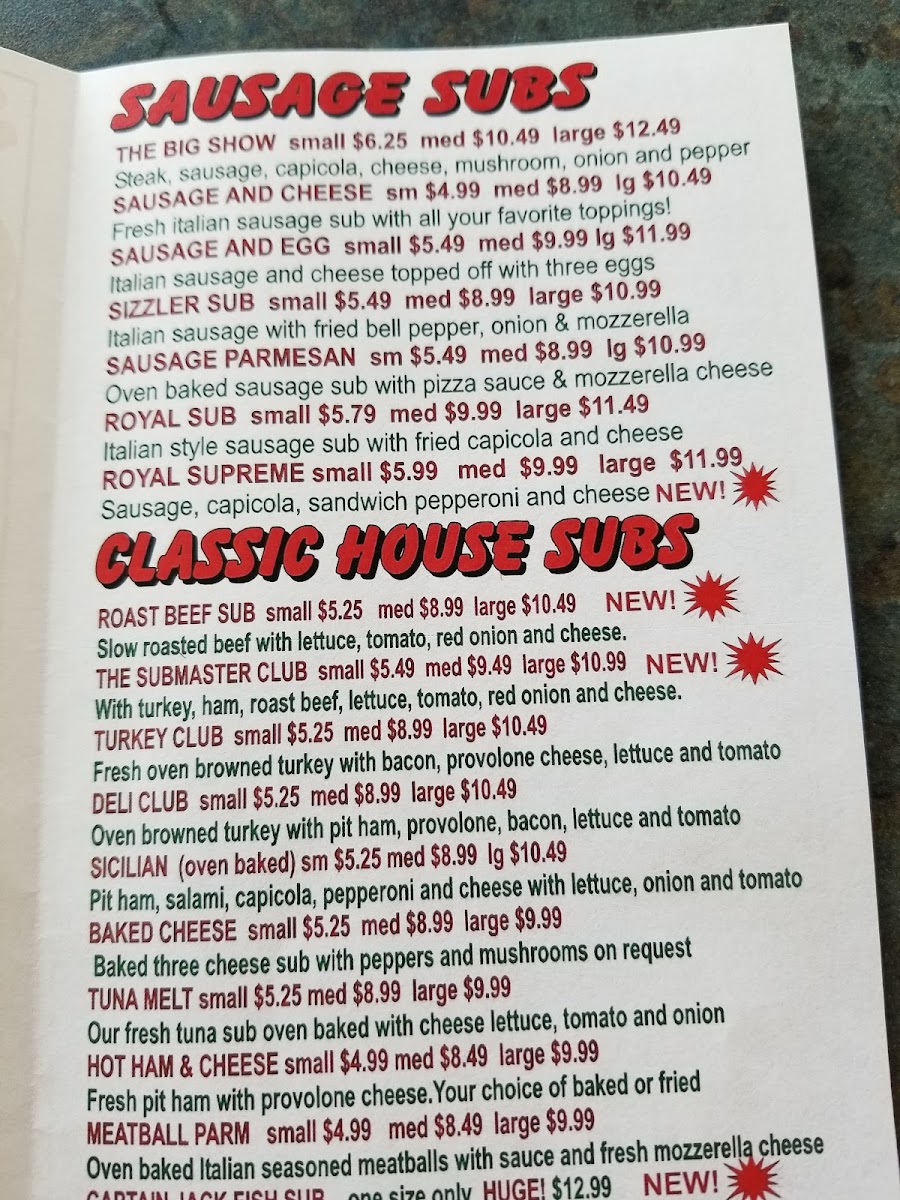 SAUSAGE SUBS
THE BIG SHOW small $6.25 med $10.49 large $12.49
Steak, sausage, capicola, cheese, mushroom, onion and pepper
SAUSAGE AND CHEESE sm $4.99 med $8.99 lg $10.49
Fresh italian sausage sub with all your favorite toppings!
SAUSAGE AND EGG small $5.49 med $9.99 lg $11.99
Italian sausage and cheese topped off with three eggs
SIZZLER SUB small $5.49 med $8.99 large $10.99
Italian sausage with fried bell pepper, onion & mozzerella
SAUSAGE PARMESAN sm $5.49 med $8.99 lg $10.99
Oven baked sausage sub with pizza sauce & mozzerella cheese
ROYAL SUB small $5.79 med $9.99 large $11.49
Italian style sausage sub with fried capicola and cheese
ROYAL SUPREME small $5.99 med $9.99 large $11.99
Sausage, capicola, sandwich pepperoni and cheese NEW!
CLASSIC HOUSE SUBS
ROAST BEEF SUB small $5.25 med $8.99 large $10.49 NEW!
Slow roasted beef with lettuce, tomato, red onion and cheese.
THE SUBMASTER CLUB small $5.49 med $9.49 large $10.99 NEW!
With turkey, ham, roast beef, lettuce, tomato, red onion and cheese.
TURKEY CLUB small $5.25 med $8.99 large $10.49
Fresh oven browned turkey with bacon, provolone cheese, lettuce and tomato
DELI CLUB small $5.25 med $8.99 large $10.49
Oven browned turkey with pit ham, provolone, bacon, lettuce and tomato
SICILIAN (oven baked) sm $5.25 med $8.99 lg $10.49
Pit ham, salami, capicola, pepperoni and cheese with lettuce, onion and tomato
BAKED CHEESE small $5.25 med $8.99 large $9.99
Baked three cheese sub with peppers and mushrooms on request
TUNA MELT small $5.25 med $8.99 large $9.99
Our fresh tuna sub oven baked with cheese lettuce, tomato and onion
HOT HAM & CHEESE small $4.99 med $8.49 large $9.99
Fresh pit ham with provolone cheese.Your choice of baked or fried
MEATBALL PARM small $4.99 med $8.49 large $9.99
Oven baked Italian seasoned meatballs with sauce and fresh mozzerella cheese
CAPTAIN JACK FISH SUB one size only HUGE! $12.99 NEW!